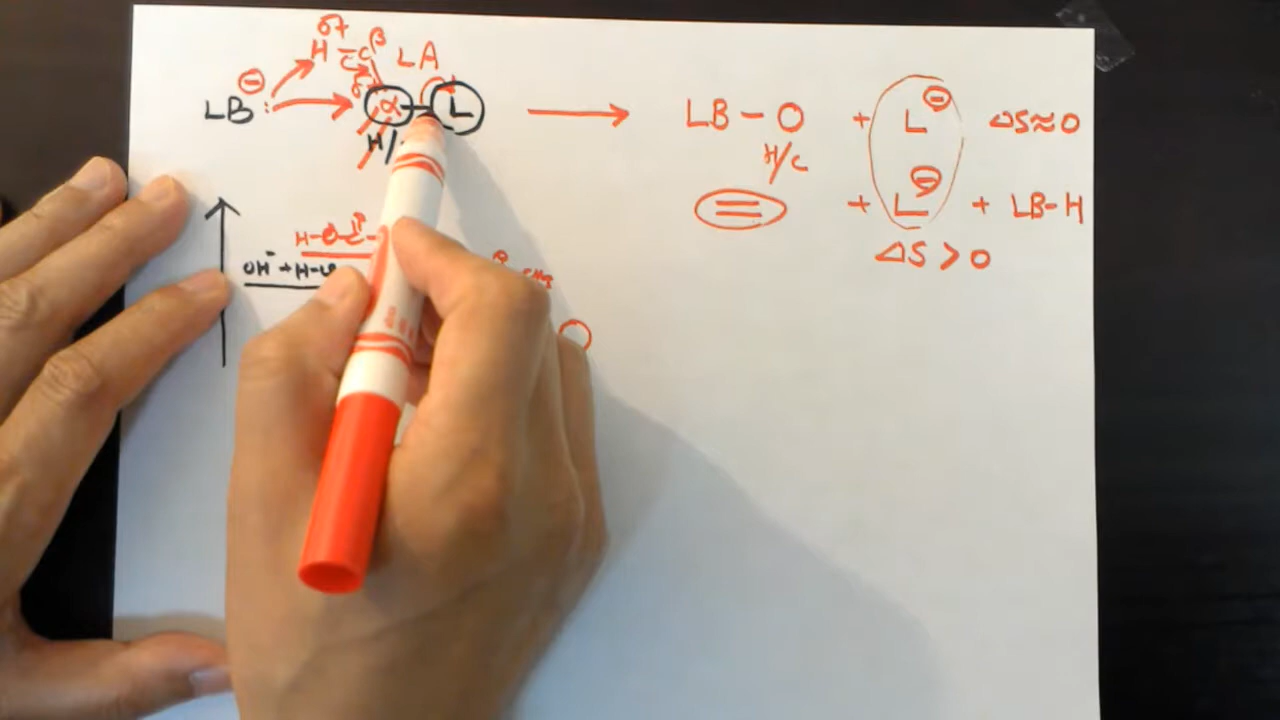 δ+
H – C β LA
⊖
LB : α – L → LB – O + L⊖ ΔS≈0
H/ H/C
= + L⊖ + LB-H
ΔS > 0
H-O-C-
OH⁻ + H-